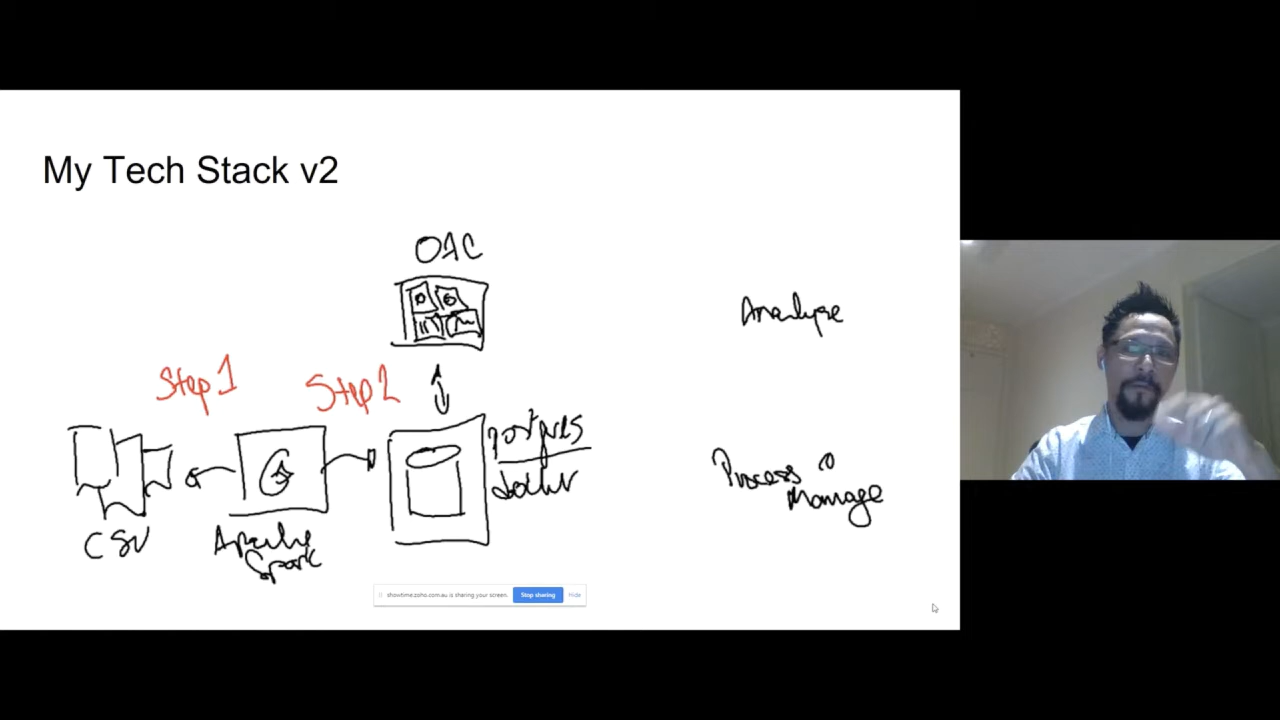 My Tech Stack v2
OAC
Analyse
Step 1
Step 2
postgres
docker
Process &
Manage
CSV
Apache
Spark
showtime.zoho.com.au is sharing your screen.
Stop sharing
Hide